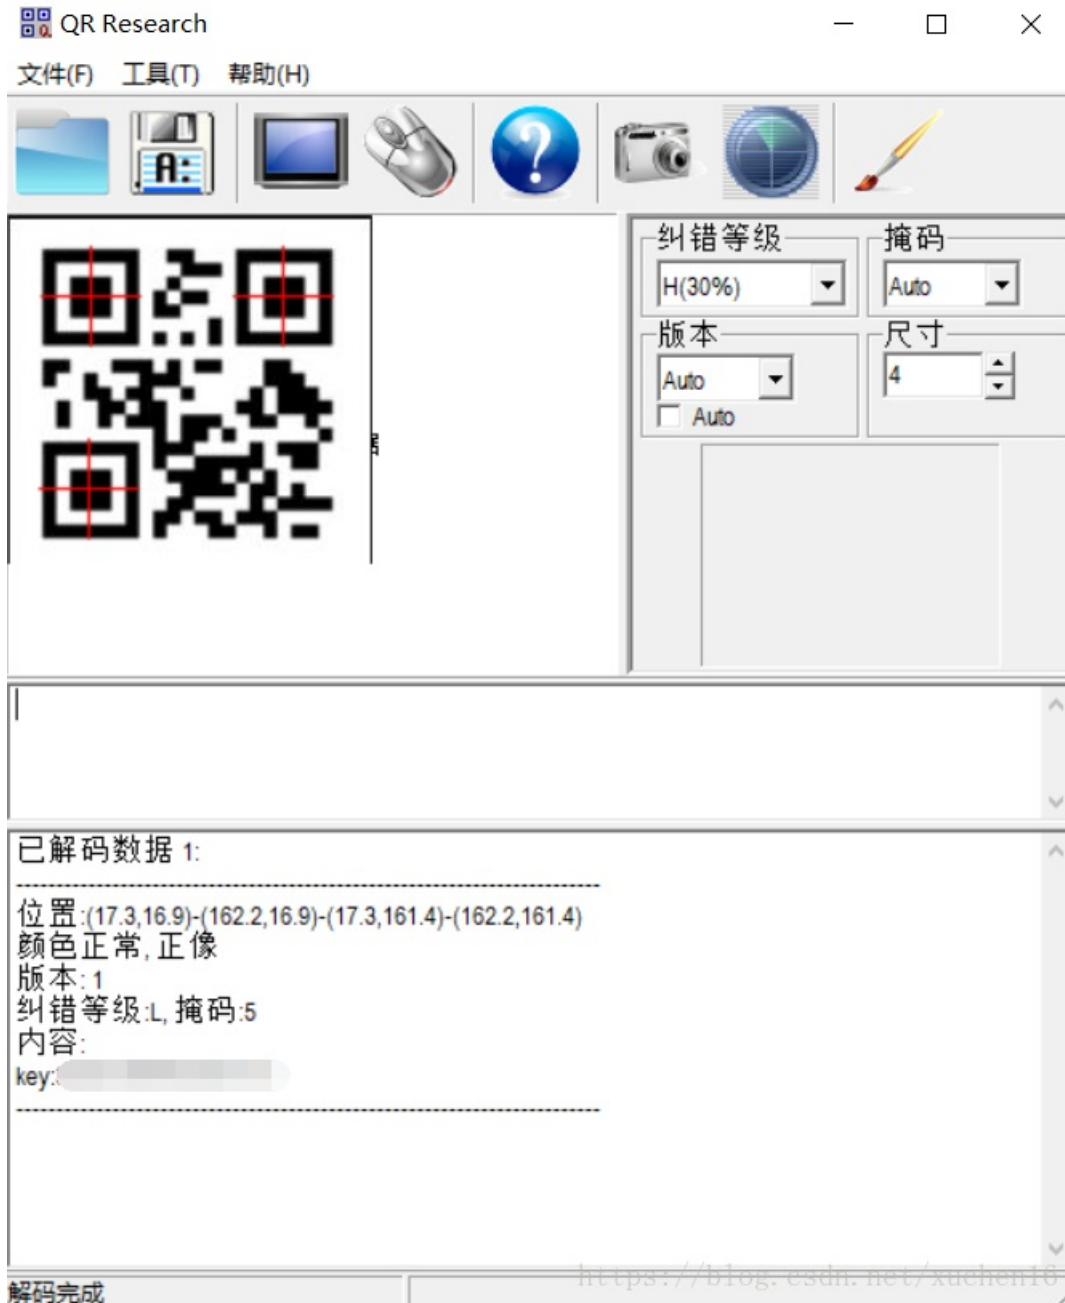 QR Research
文件(F) 工具(T) 帮助(H)
A:
纠错等级 掩码
H(30%) Auto
版本 尺寸
Auto 4
Auto
已解码数据 1:
位置:(17.3,16.9)-(162.2,16.9)-(17.3,161.4)-(162.2,161.4)
颜色正常, 正像
版本: 1
纠错等级:L, 掩码:5
内容:
key:
解码完成
https://blog.csdn.net/xuchen16